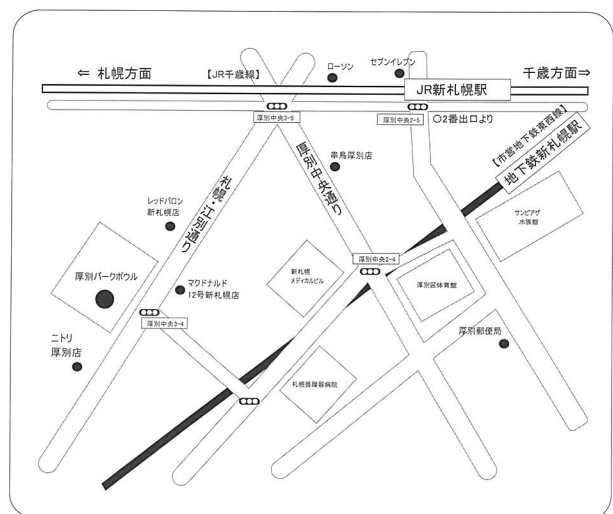 ローソン
セブンイレブン
⇐ 札幌方面
【JR千歳線】
千歳方面⇒
JR新札幌駅
厚別中央3-5
厚別中央2-5
○2番出口より
【市営地下鉄東西線】
地下鉄新札幌駅
串鳥厚別店
厚別中央通り
札幌・江別通り
サンピアザ
水族館
レッドバロン
新札幌店
厚別パークボウル
マクドナルド
12号新札幌店
新札幌
メディカルビル
厚別中央2-4
厚別区体育館
厚別中央3-4
ニトリ
厚別店
厚別郵便局
札幌循環器病院